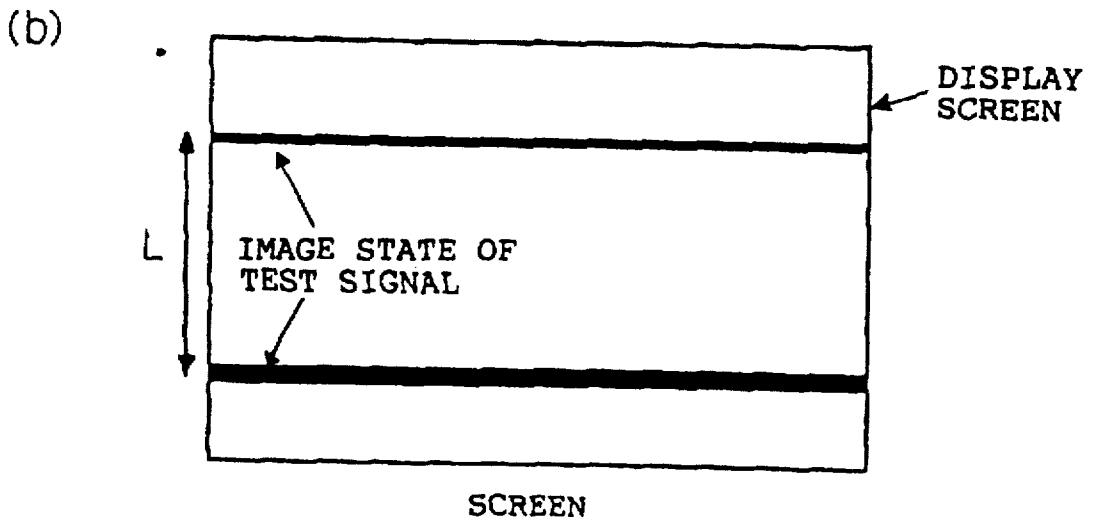 (b)
DISPLAY
SCREEN
L
IMAGE STATE OF
TEST SIGNAL
SCREEN